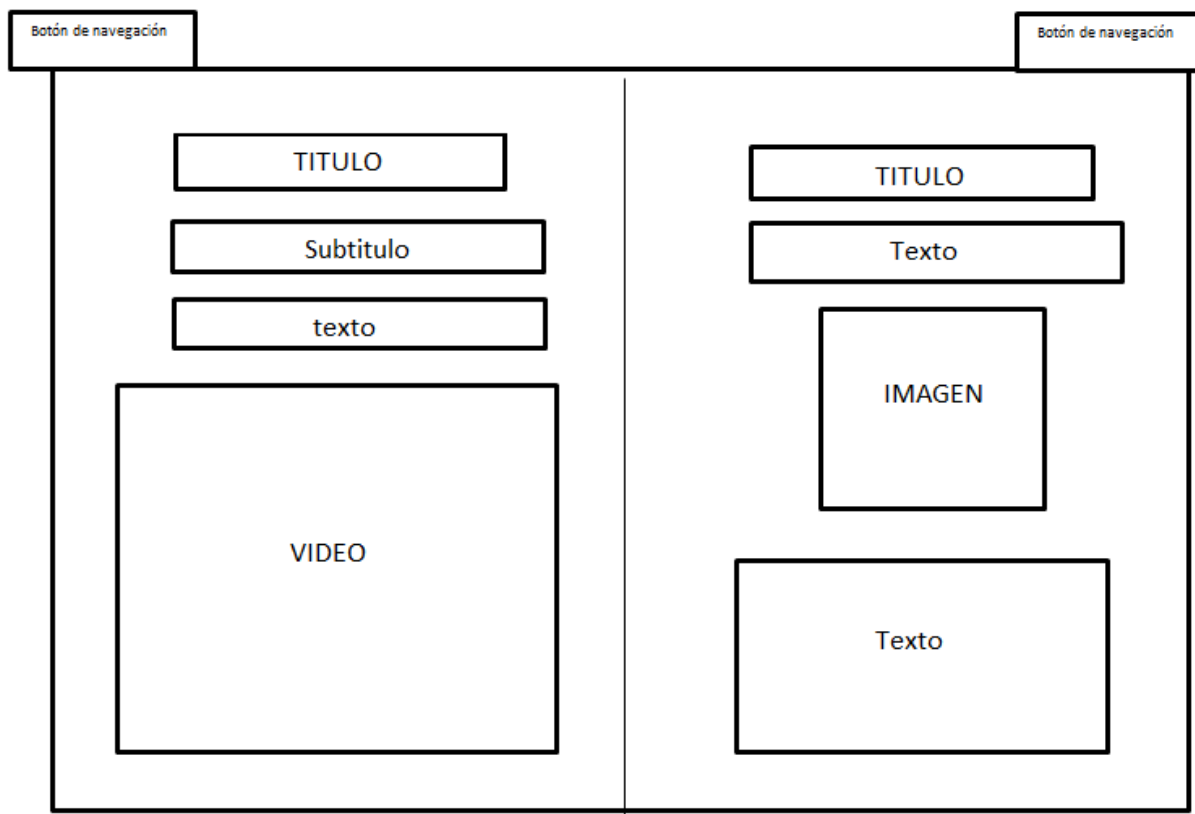 Botón de navegación
Botón de navegación
TITULO
Subtitulo
texto
VIDEO
TITULO
Texto
IMAGEN
Texto